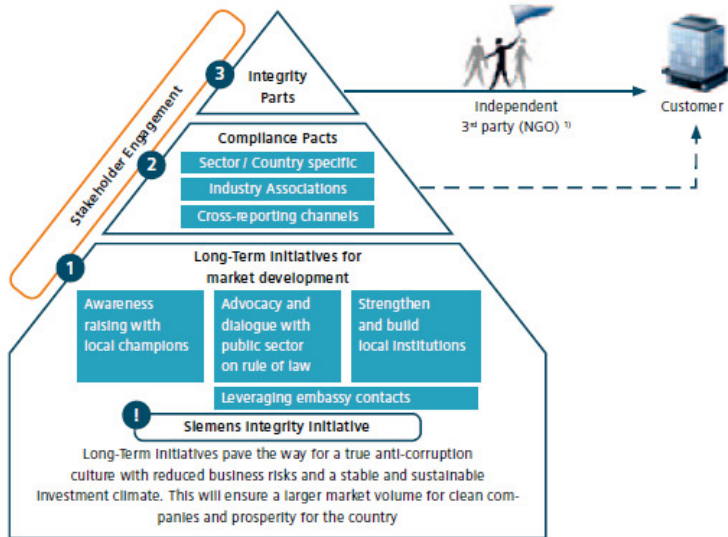 Stakeholder Engagement
3
Integrity
Parts
Independent
3rd party (NGO) 1)
Customer
2
Compliance Pacts
Sector / Country specific
Industry Associations
Cross-reporting channels
1
Long-Term Initiatives for
market development
Awareness
raising with
local champions
Advocacy and
dialogue with
public sector
on rule of law
Strengthen
and build
local institutions
Leveraging embassy contacts
!
Siemens Integrity Initiative
Long-Term Initiatives pave the way for a true anti-corruption
culture with reduced business risks and a stable and sustainable
investment climate. This will ensure a larger market volume for clean com-
panies and prosperity for the country